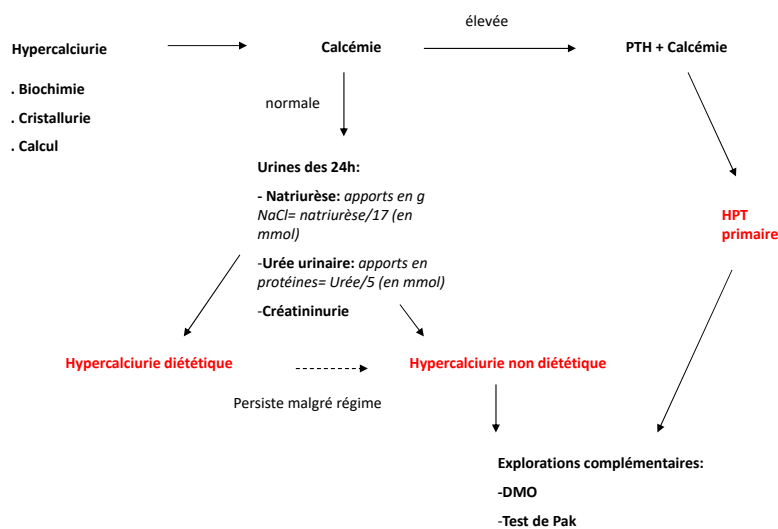 élevée
Hypercalciurie
Calcémie
PTH + Calcémie
. Biochimie
. Cristallurie
. Calcul
normale
Urines des 24h:
- Natriurèse: apports en g
NaCl= natriurèse/17 (en
mmol)
-Urée urinaire: apports en
protéines= Urée/5 (en mmol)
-Créatininurie
HPT
primaire
Hypercalciurie diététique
Hypercalciurie non diététique
Persiste malgré régime
Explorations complémentaires:
-DMO
-Test de Pak